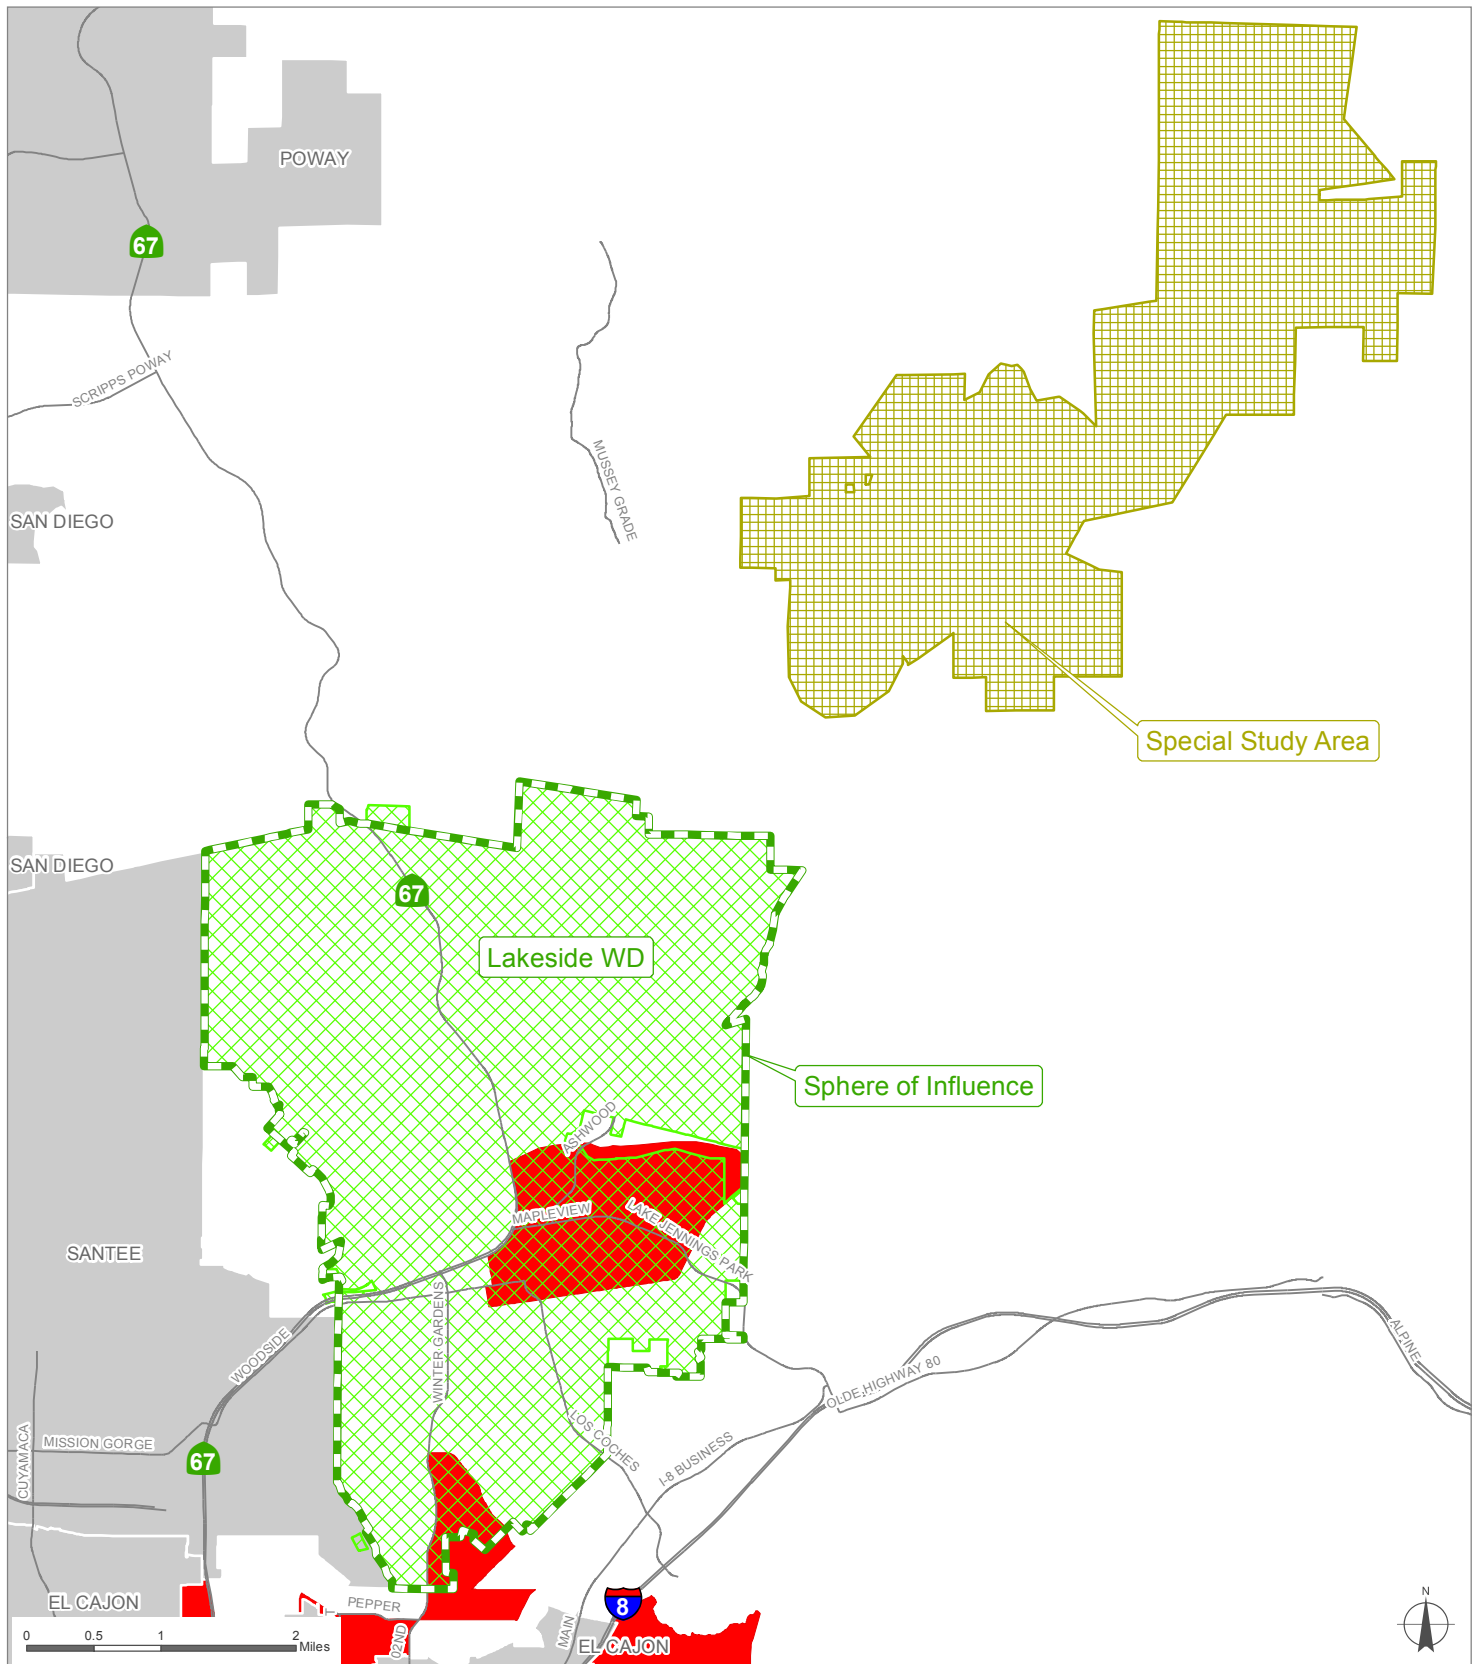 POWAY
67
SCRIPPS POWAY
MUSSEY GRADE
SAN DIEGO
Special Study Area
SAN DIEGO
67
Lakeside WD
Sphere of Influence
ASHWOOD
MAPLEVIEW
LAKE JENNINGS PARK
SANTEE
WINTER GARDENS
WOODSIDE
ALPINE
OLDE HIGHWAY 80
LOS COCHES
I-8 BUSINESS
MISSION GORGE
CUYAMACA
67
EL CAJON
PEPPER
02ND
MAIN
8
EL CAJON
N
0 0.5 1 2
Miles